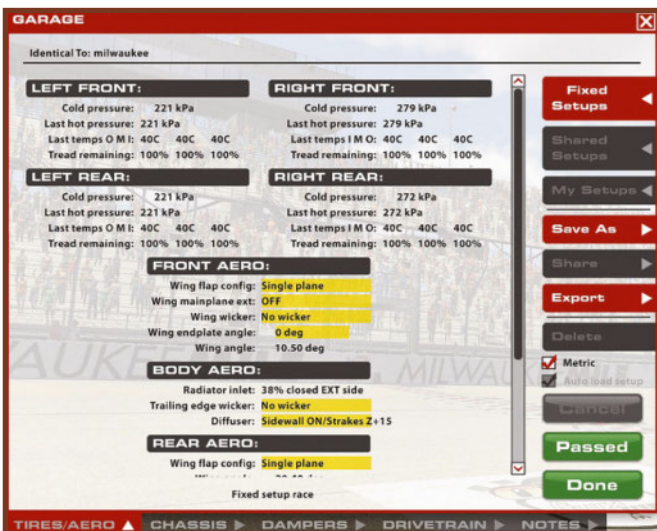 GARAGE
Identical To: milwaukee
LEFT FRONT:
Cold pressure: 221 kPa
Last hot pressure: 221 kPa
Last temps O M I: 40C 40C 40C
Tread remaining: 100% 100% 100%
RIGHT FRONT:
Cold pressure: 279 kPa
Last hot pressure: 279 kPa
Last temps I M O: 40C 40C 40C
Tread remaining: 100% 100% 100%
LEFT REAR:
Cold pressure: 221 kPa
Last hot pressure: 221 kPa
Last temps O M I: 40C 40C 40C
Tread remaining: 100% 100% 100%
RIGHT REAR:
Cold pressure: 272 kPa
Last hot pressure: 272 kPa
Last temps I M O: 40C 40C 40C
Tread remaining: 100% 100% 100%
FRONT AERO:
Wing flap config: Single plane
Wing mainplane ext: OFF
Wing wicker: No wicker
Wing endplate angle: 0 deg
Wing angle: 10.50 deg
BODY AERO:
Radiator inlet: 38% closed EXT side
Trailing edge wicker: No wicker
Diffuser: Sidewall ON/Strakes Z+15
REAR AERO:
Wing flap config: Single plane
Fixed setup race
Fixed
Setups
Shared
Setups
My Setups
Save As
Share
Export
Delete
Metric
Auto load setup
Cancel
Passed
Done
TIRES/AERO
CHASSIS
DAMPERS
DRIVETRAIN
NOTES